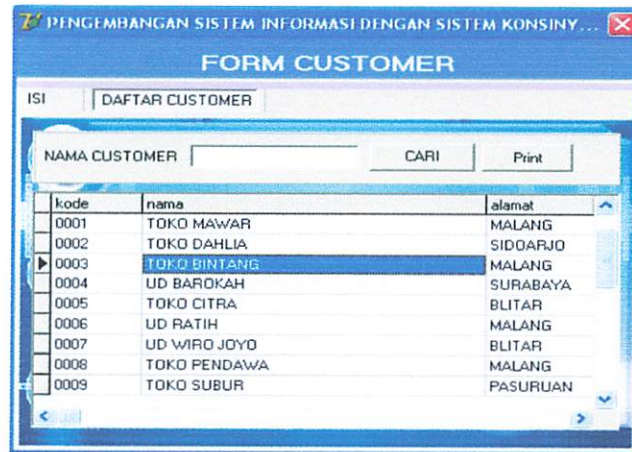 PENGEMBANGAN SISTEM INFORMASI DENGAN SISTEM KONSINY...
FORM CUSTOMER
ISI DAFTAR CUSTOMER
NAMA CUSTOMER CARI Print
kode nama alamat
0001 TOKO MAWAR MALANG
0002 TOKO DAHLIA SIDOARJO
0003 TOKO BINTANG MALANG
0004 UD BAROKAH SURABAYA
0005 TOKO CITRA BLITAR
0006 UD RATIH MALANG
0007 UD WIRO JOYO BLITAR
0008 TOKO PENDAWA MALANG
0009 TOKO SUBUR PASURUAN